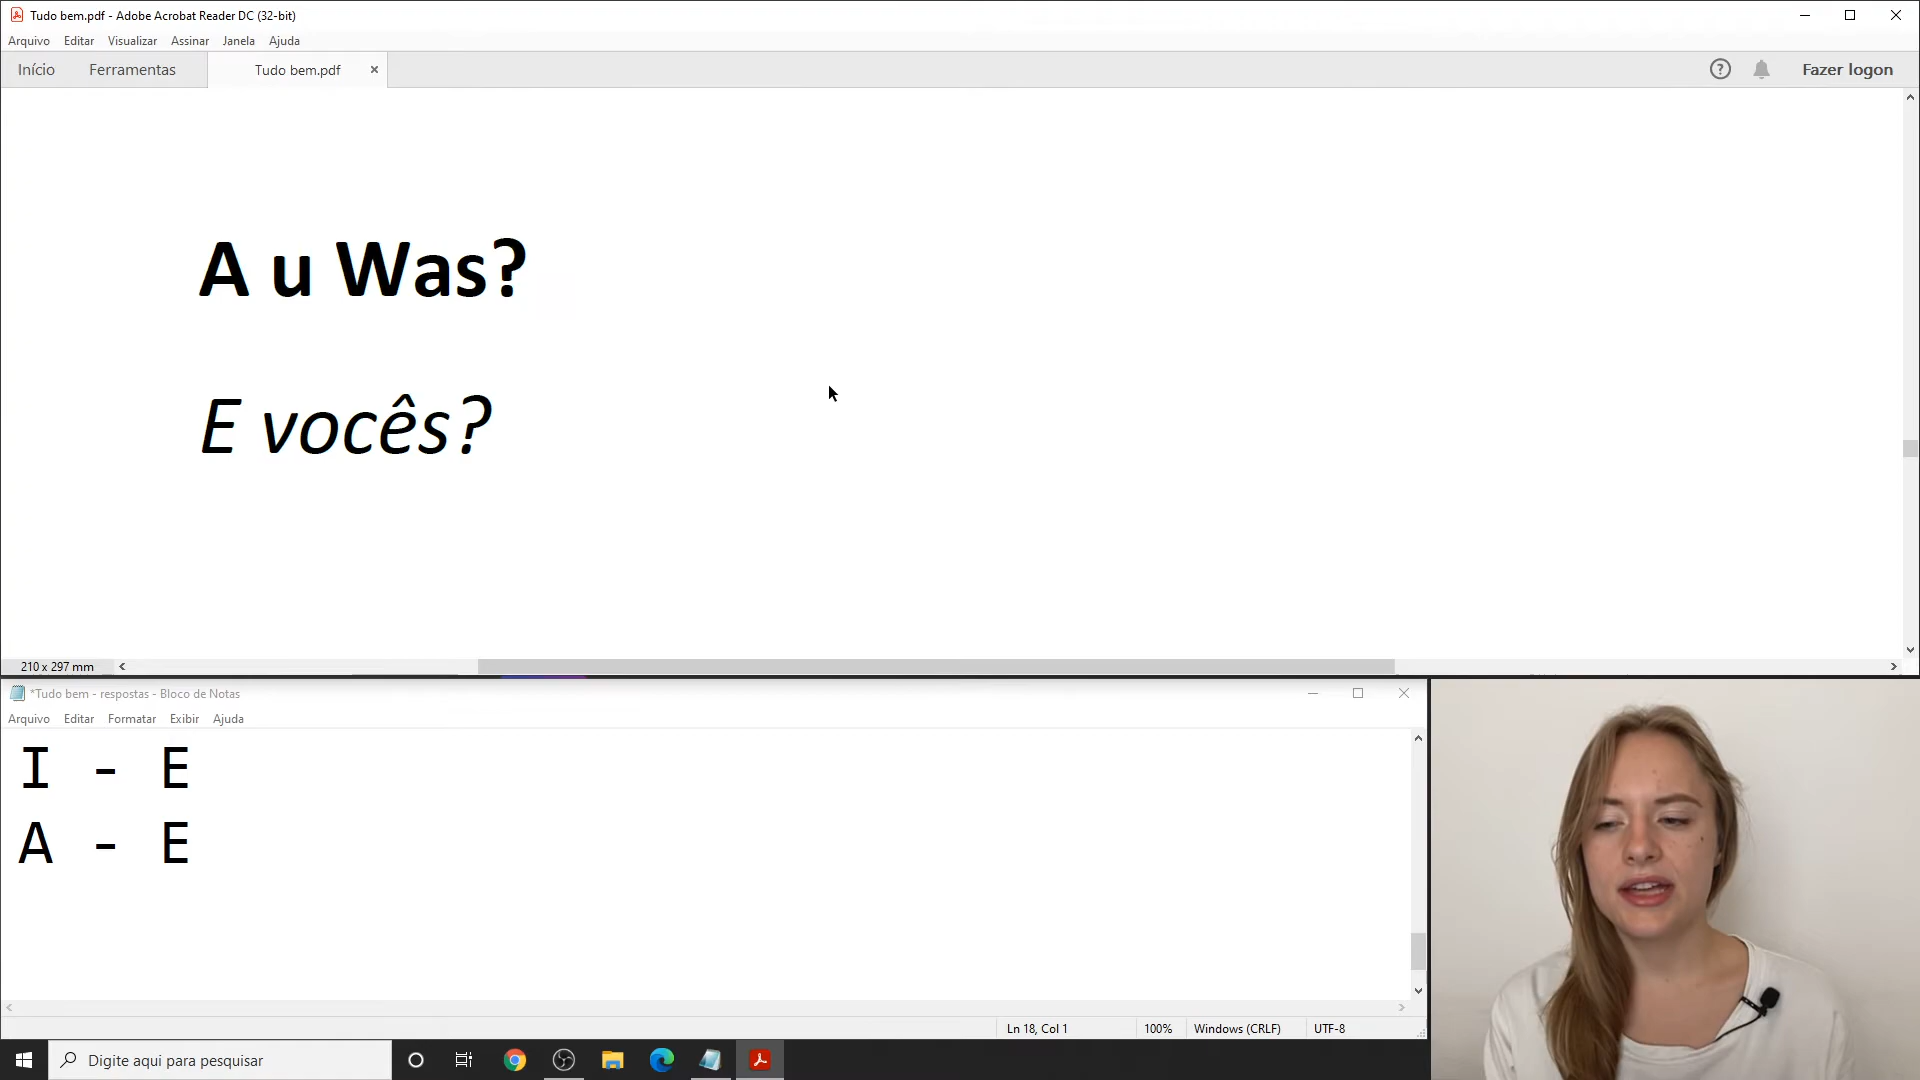 Tudo bem.pdf - Adobe Acrobat Reader DC (32-bit)
Arquivo Editar Visualizar Assinar Janela Ajuda
Início Ferramentas Tudo bem.pdf Fazer logon
A u Was?
E vocês?
210 x 297 mm
*Tudo bem - respostas - Bloco de Notas
Arquivo Editar Formatar Exibir Ajuda
I - E
A - E
Ln 18, Col 1 100% Windows (CRLF) UTF-8
Digite aqui para pesquisar